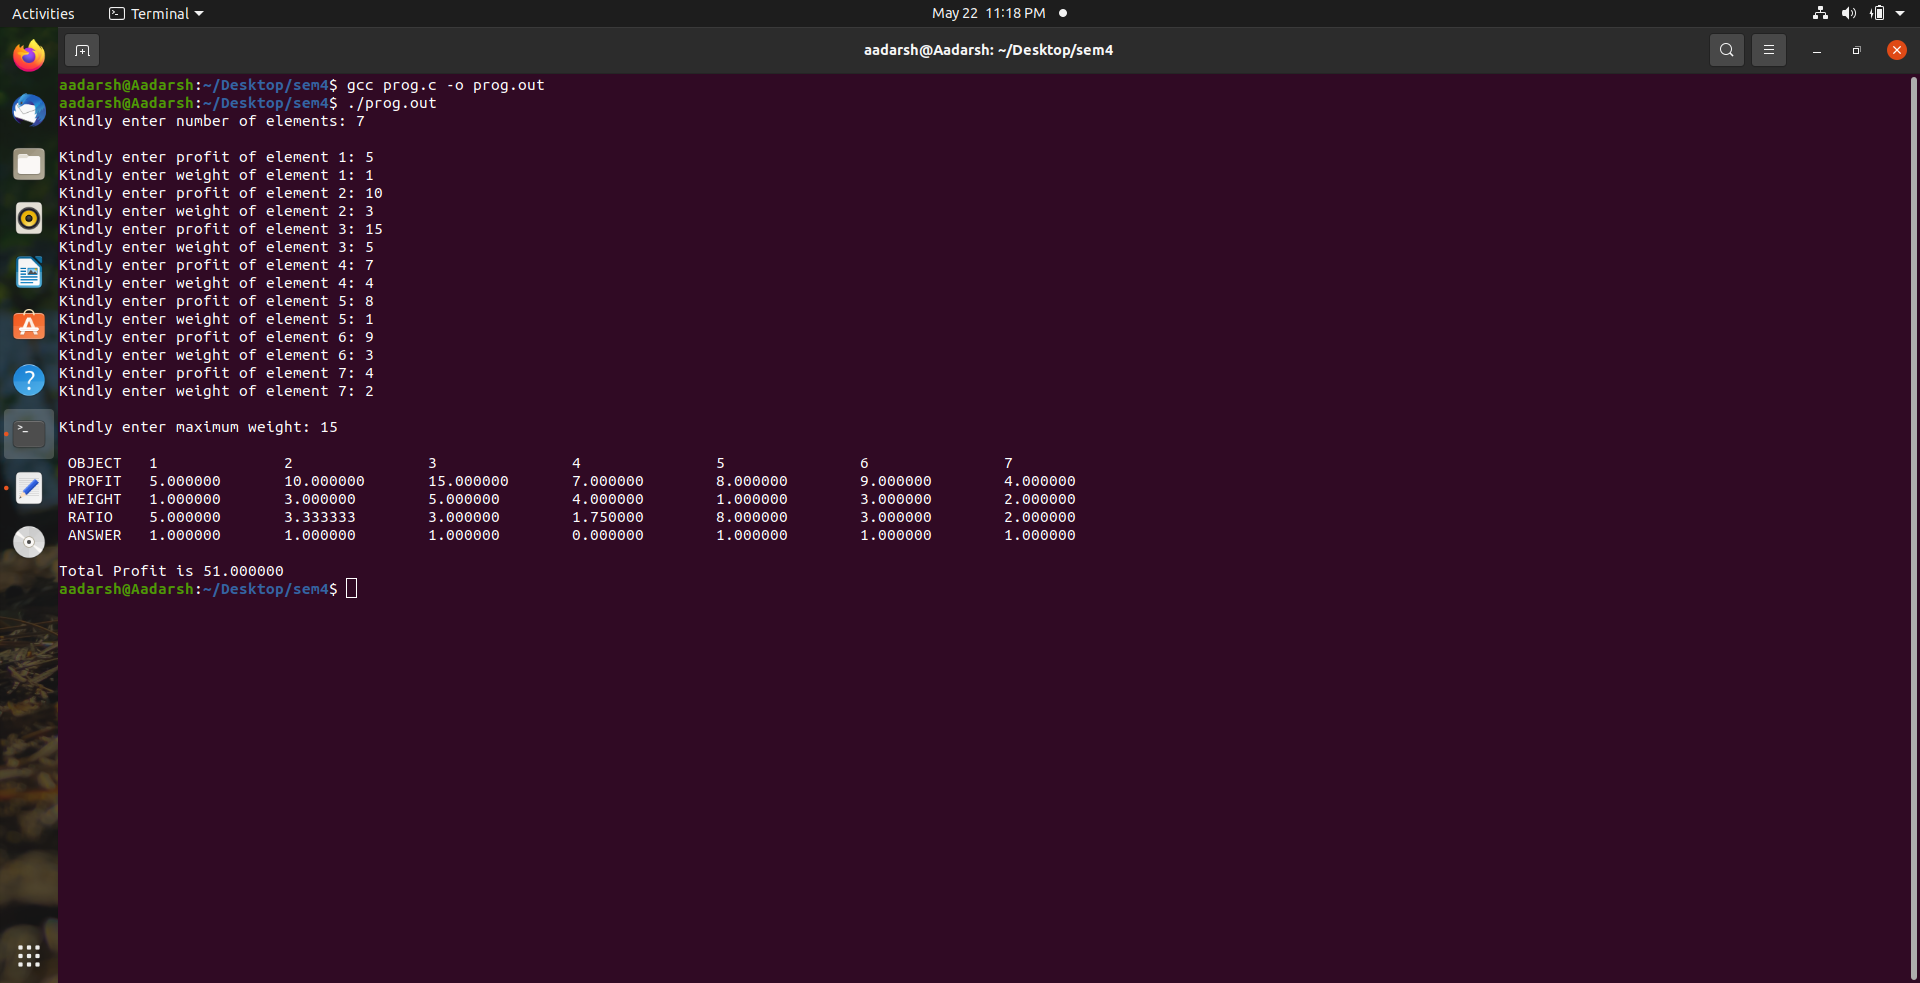 Activities Terminal May 22 11:18 PM
aadarsh@Aadarsh: ~/Desktop/sem4
aadarsh@Aadarsh:~/Desktop/sem4$ gcc prog.c -o prog.out
aadarsh@Aadarsh:~/Desktop/sem4$ ./prog.out
Kindly enter number of elements: 7
Kindly enter profit of element 1: 5
Kindly enter weight of element 1: 1
Kindly enter profit of element 2: 10
Kindly enter weight of element 2: 3
Kindly enter profit of element 3: 15
Kindly enter weight of element 3: 5
Kindly enter profit of element 4: 7
Kindly enter weight of element 4: 4
Kindly enter profit of element 5: 8
Kindly enter weight of element 5: 1
Kindly enter profit of element 6: 9
Kindly enter weight of element 6: 3
Kindly enter profit of element 7: 4
Kindly enter weight of element 7: 2
Kindly enter maximum weight: 15
OBJECT 1 2 3 4 5 6 7
PROFIT 5.000000 10.000000 15.000000 7.000000 8.000000 9.000000 4.000000
WEIGHT 1.000000 3.000000 5.000000 4.000000 1.000000 3.000000 2.000000
RATIO 5.000000 3.333333 3.000000 1.750000 8.000000 3.000000 2.000000
ANSWER 1.000000 1.000000 1.000000 0.000000 1.000000 1.000000 1.000000
Total Profit is 51.000000
aadarsh@Aadarsh:~/Desktop/sem4$